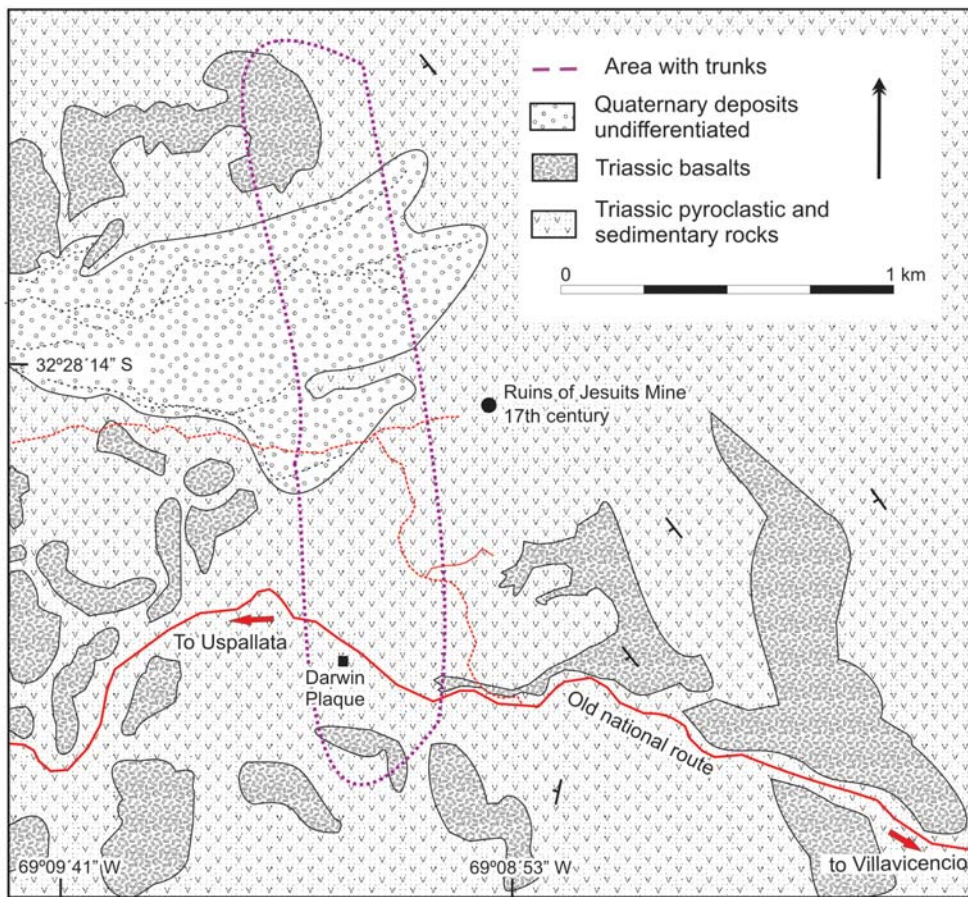 Area with trunks
Quaternary deposits
undifferentiated
Triassic basalts
Triassic pyroclastic and
sedimentary rocks
0
1 km
32º28´14” S
Ruins of Jesuits Mine
17th century
To Uspallata
Darwin
Plaque
Old national route
to Villavicencio
69º09´41” W
69º08´53” W